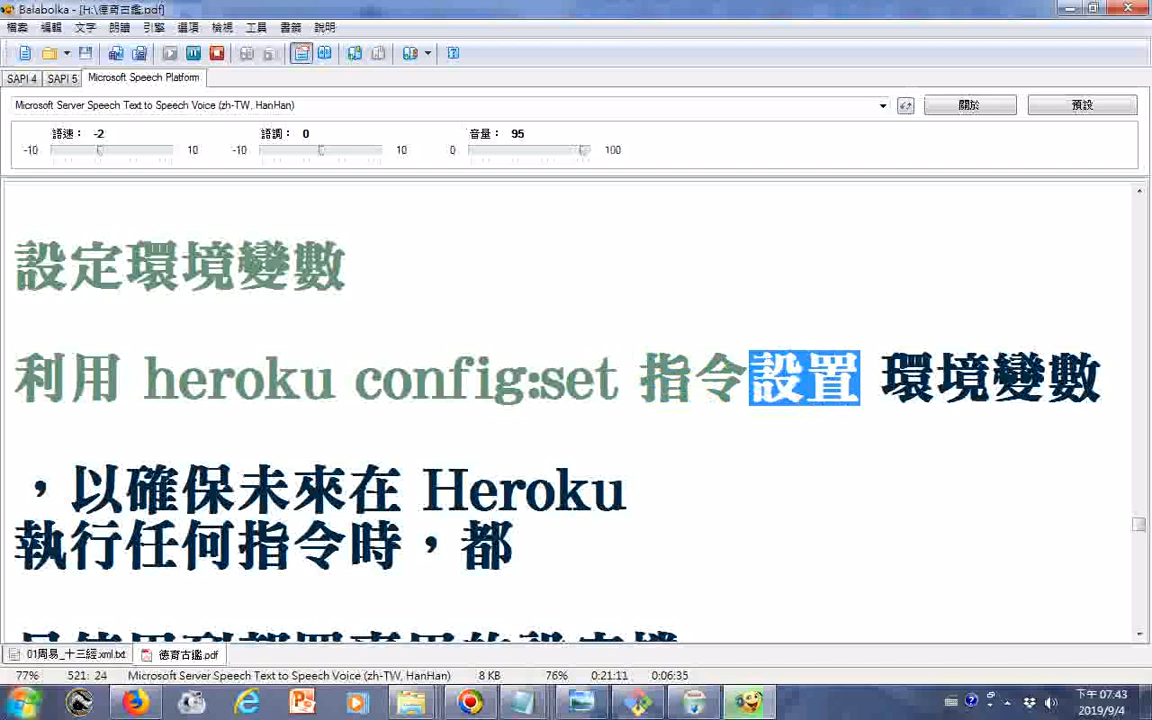 Balabolka - [H:\德育古鑑.pdf]
檔案 編輯 文字 朗讀 引擎 選項 檢視 工具 書籤 說明
SAPI 4 SAPI 5 Microsoft Speech Platform
Microsoft Server Speech Text to Speech Voice (zh-TW, HanHan) 關於 預設
語速： -2 語調： 0 音量： 95
-10 10 -10 10 0 100
設定環境變數
利用 heroku config:set 指令設置 環境變數
，以確保未來在 Heroku
執行任何指令時，都
01周易_十三經.xml.txt 德育古鑑.pdf
77% 521: 24 Microsoft Server Speech Text to Speech Voice (zh-TW, HanHan) 8 KB 76% 0:21:11 0:06:35
下午 07:43
2019/9/4